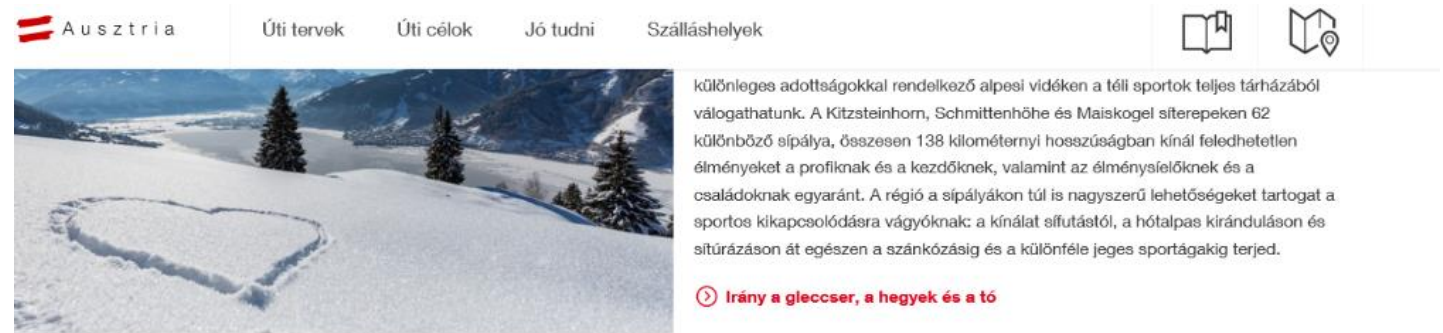 Ausztria
Úti tervek
Úti célok
Jó tudni
Szálláshelyek
különleges adottságokkal rendelkező alpesi vidéken a téli sportok teljes tárházából
válogathatunk. A Kitzsteinhorn, Schmittenhöhe és Maiskogel síterepeken 62
különböző sípálya, összesen 138 kilométernyi hosszúságban kínál feledhetetlen
élményeket a profiknak és a kezdőknek, valamint az élménysíelőknek és a
családoknak egyaránt. A régió a sípályákon túl is nagyszerű lehetőségeket tartogat a
sportos kikapcsolódásra vágyóknak: a kínálat sífutástól, a hótalpas kiránduláson és
sítúrázáson át egészen a szánkózásig és a különféle jeges sportágakig terjed.
Irány a gleccser, a hegyek és a tó